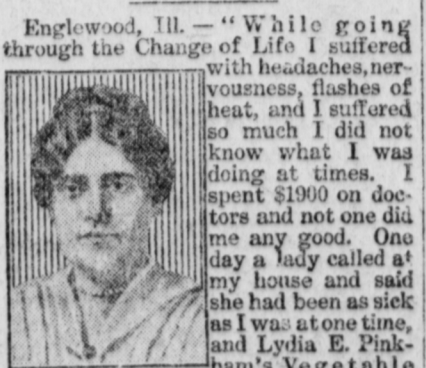 Englewood, Ill. — "While going
through the Change of Life I suffered
with headaches, ner-
vousness, flashes of
heat, and I suffered
so much I did not
know what I was
doing at times. I
spent $1900 on doc-
tors and not one did
me any good. One
day a lady called at
my house and said
she had been as sick
as I was at one time,
and Lydia E. Pink-
ham's Vegetable